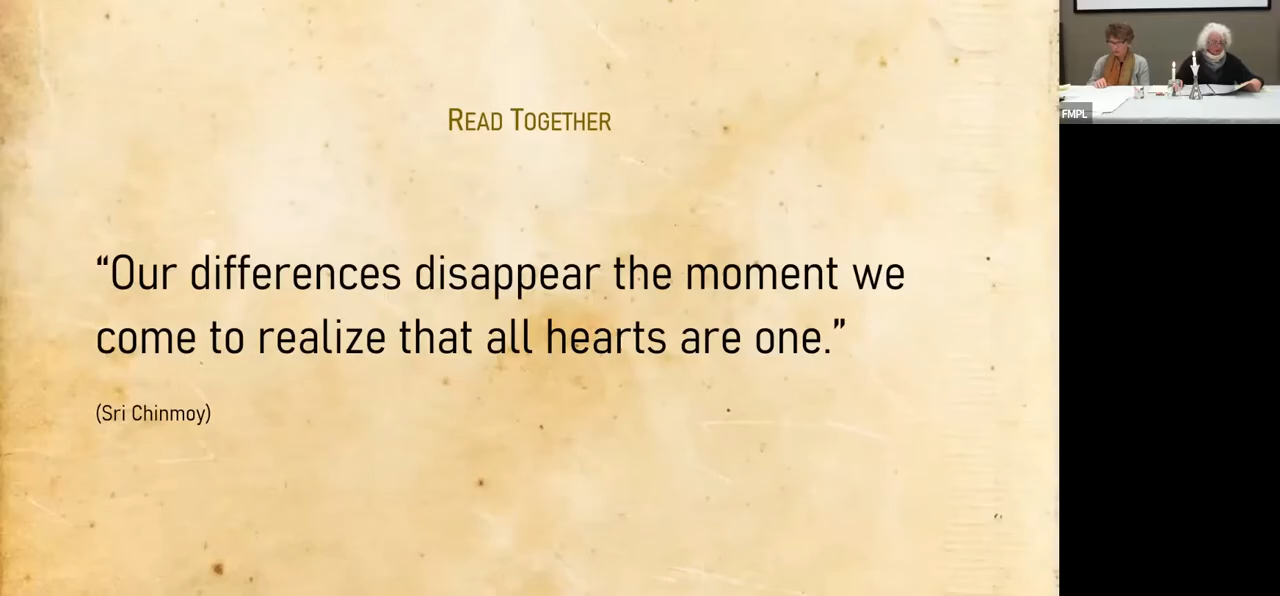 Read Together
“Our differences disappear the moment we
come to realize that all hearts are one.”
(Sri Chinmoy)
FMPL